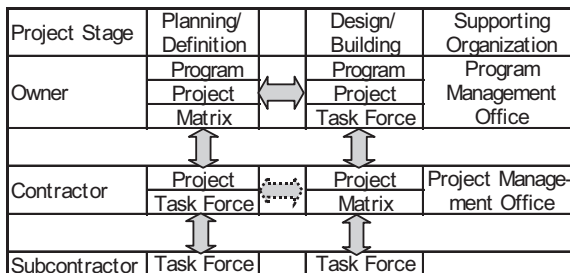 Project Stage
Planning/
Definition
Design/
Building
Supporting
Organization
Owner
Program
Project
Matrix
Program
Project
Task Force
Program
Management
Office
Contractor
Project
Task Force
Project
Matrix
Project Manage-
ment Office
Subcontractor
Task Force
Task Force